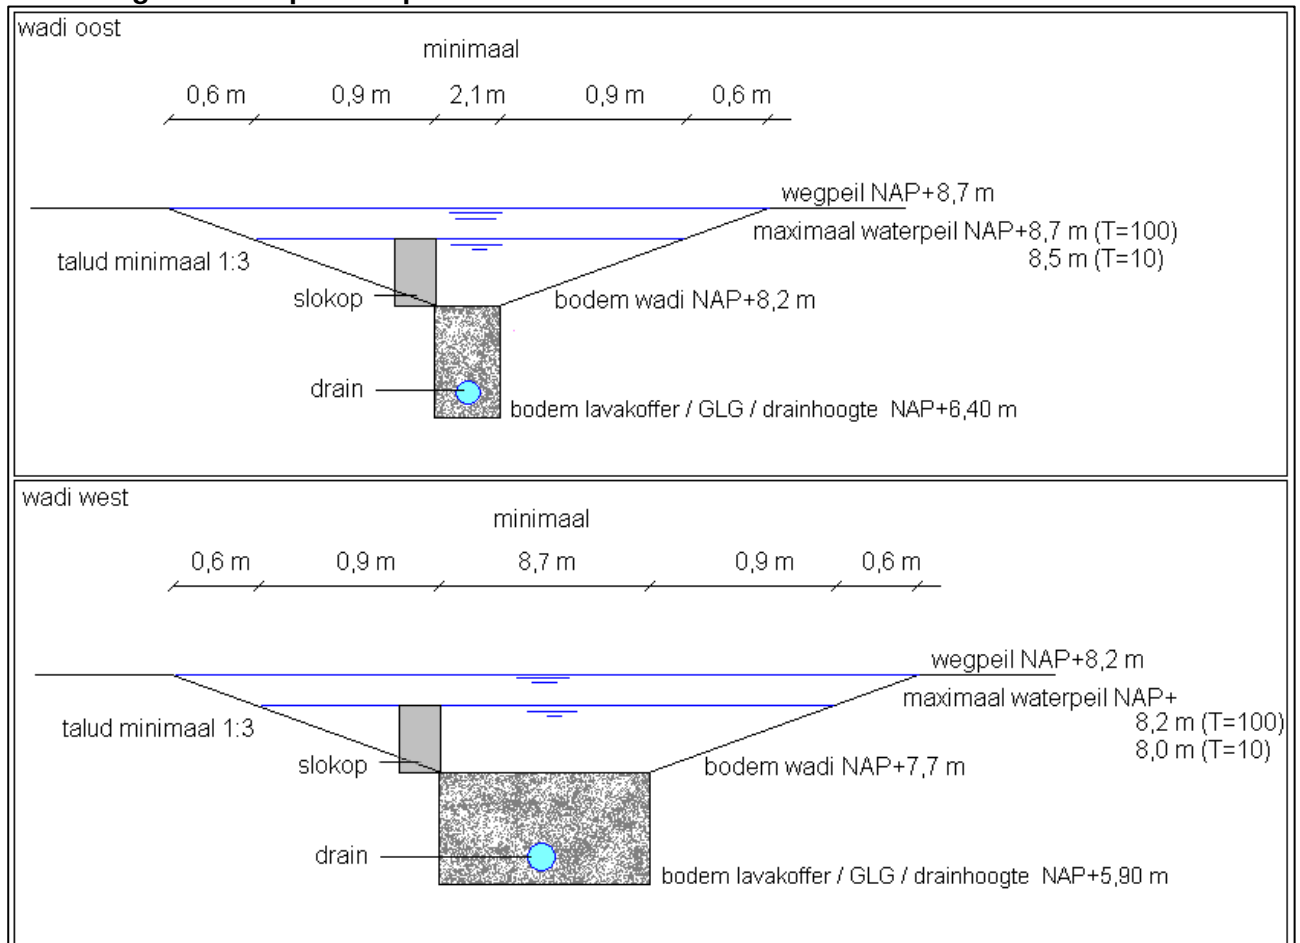 wadi oost
minimaal
0,6 m 0,9 m 2,1 m 0,9 m 0,6 m
wegpeil NAP+8,7 m
maximaal waterpeil NAP+8,7 m (T=100)
8,5 m (T=10)
talud minimaal 1:3
slokop
bodem wadi NAP+8,2 m
drain
bodem lavakoffer / GLG / drainhoogte NAP+6,40 m
wadi west
minimaal
0,6 m 0,9 m 8,7 m 0,9 m 0,6 m
wegpeil NAP+8,2 m
maximaal waterpeil NAP+
8,2 m (T=100)
8,0 m (T=10)
talud minimaal 1:3
slokop
bodem wadi NAP+7,7 m
drain
bodem lavakoffer / GLG / drainhoogte NAP+5,90 m